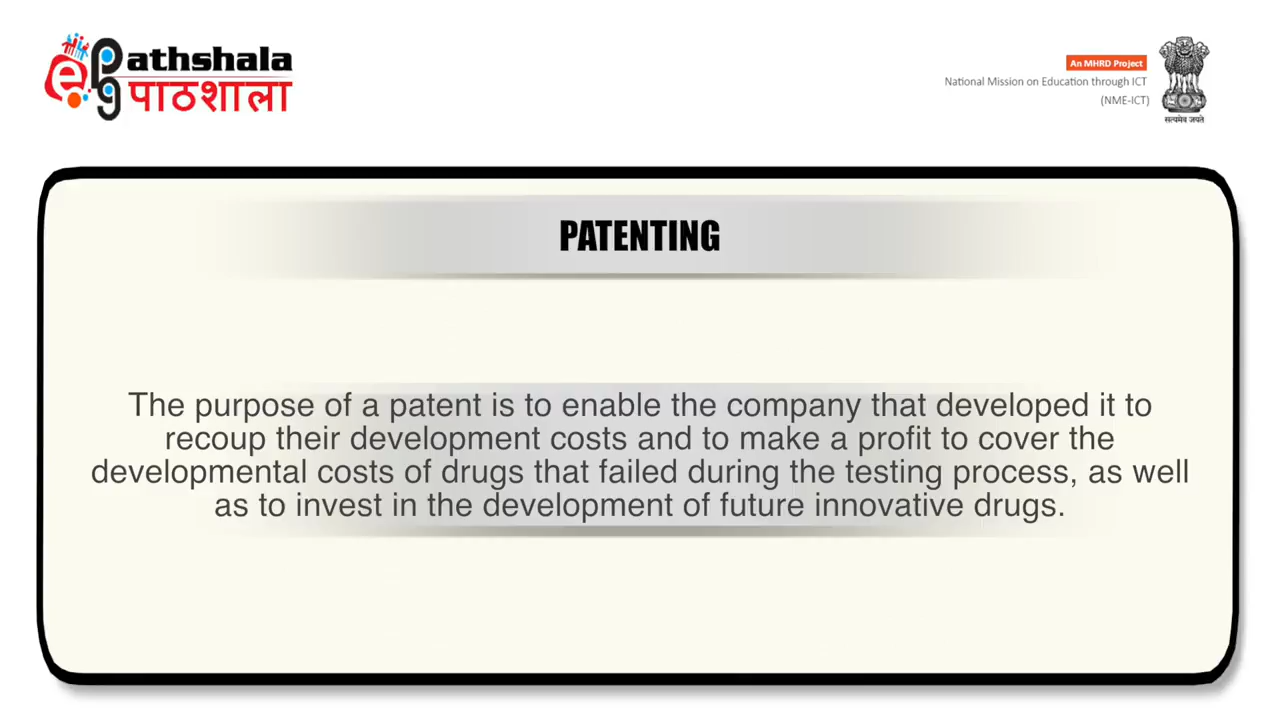 e Pathshala
pg पाठशाला
An MHRD Project
National Mission on Education through ICT
(NME-ICT)
सत्यमेव जयते
PATENTING
The purpose of a patent is to enable the company that developed it to
recoup their development costs and to make a profit to cover the
developmental costs of drugs that failed during the testing process, as well
as to invest in the development of future innovative drugs.